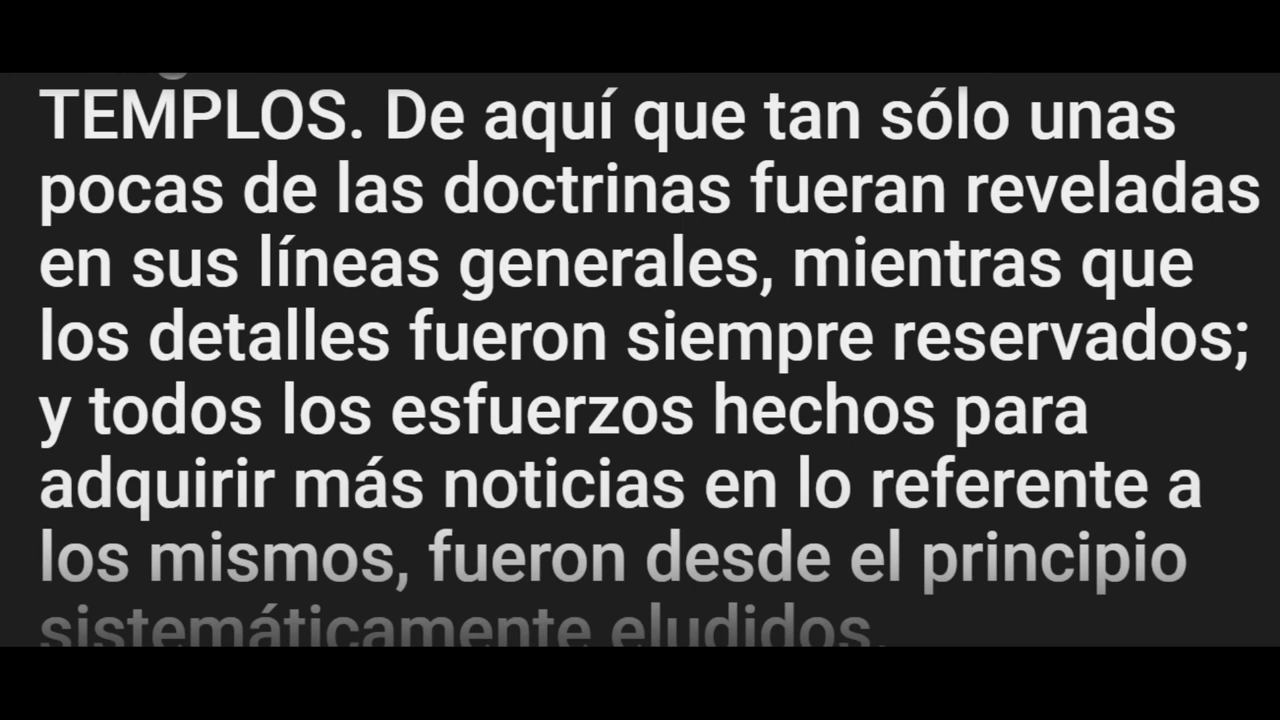 TEMPLOS. De aquí que tan sólo unas
pocas de las doctrinas fueran reveladas
en sus líneas generales, mientras que
los detalles fueron siempre reservados;
y todos los esfuerzos hechos para
adquirir más noticias en lo referente a
los mismos, fueron desde el principio
sistemáticamente eludidos.